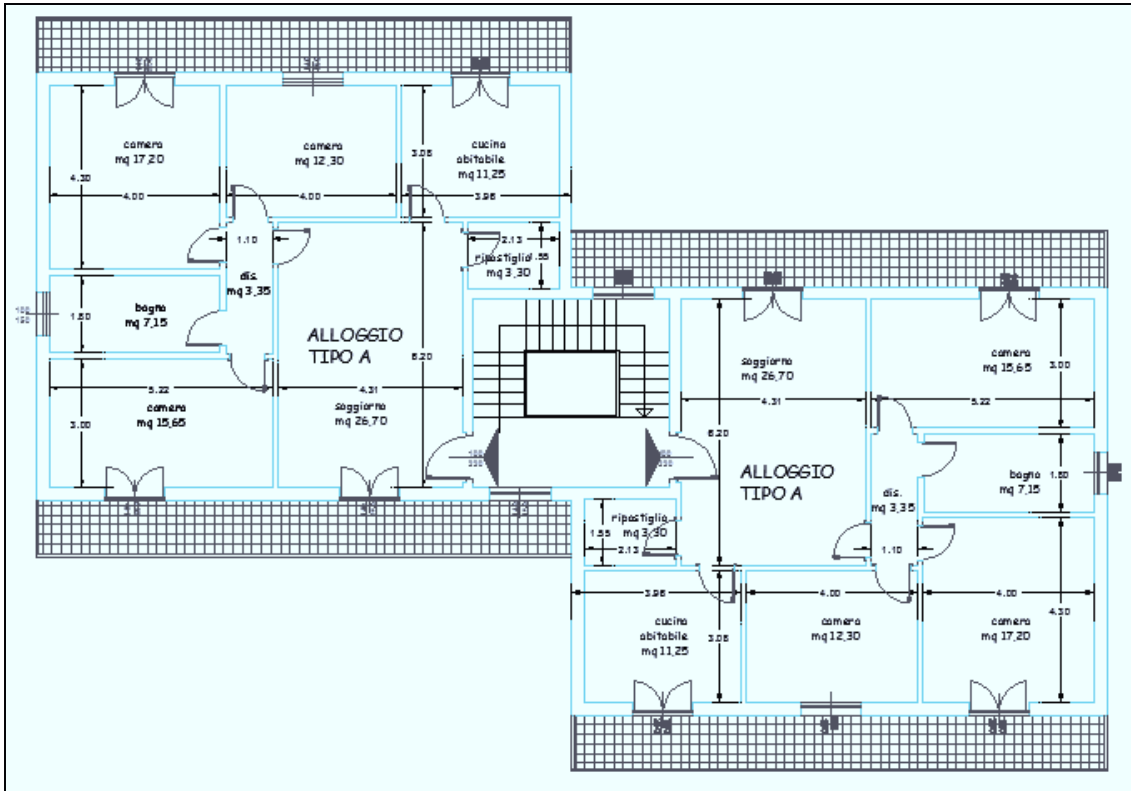 camera
mq 17,20
4.30
4.00
camera
mq 12,30
4.00
cucina
abitabile
mq 11,25
3.08
3.96
1.10
dis.
mq 3,35
2.13
ripostiglio
mq 3,30
1.55
bagno
mq 7,15
1.80
ALLOGGIO
TIPO A
6.20
5.22
camera
mq 15,65
3.00
4.31
soggiorno
mq 26,70
soggiorno
mq 26,70
4.31
6.20
camera
mq 15,65
3.00
5.22
ALLOGGIO
TIPO A
bagno
mq 7,15
1.80
dis.
mq 3,35
1.10
ripostiglio
mq 3,30
1.55
2.13
3.96
cucina
abitabile
mq 11,25
3.08
4.00
camera
mq 12,30
4.00
camera
mq 17,20
4.30